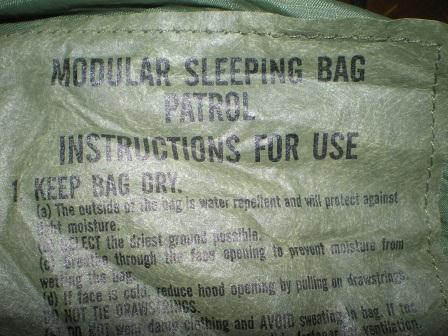 MODULAR SLEEPING BAG
PATROL
INSTRUCTIONS FOR USE
1 KEEP BAG DRY.
(a) The outside of the bag is water repellent and will protect against
light moisture.
(b) SELECT the driest ground possible.
(c) Breathe through the face opening to prevent moisture from
wetting the bag.
(d) If face is cold, reduce hood opening by pulling on drawstrings.
DO NOT TIE DRAWSTRINGS.
DO NOT wear damp clothing and AVOID sweating in bag. If too
ventilation.